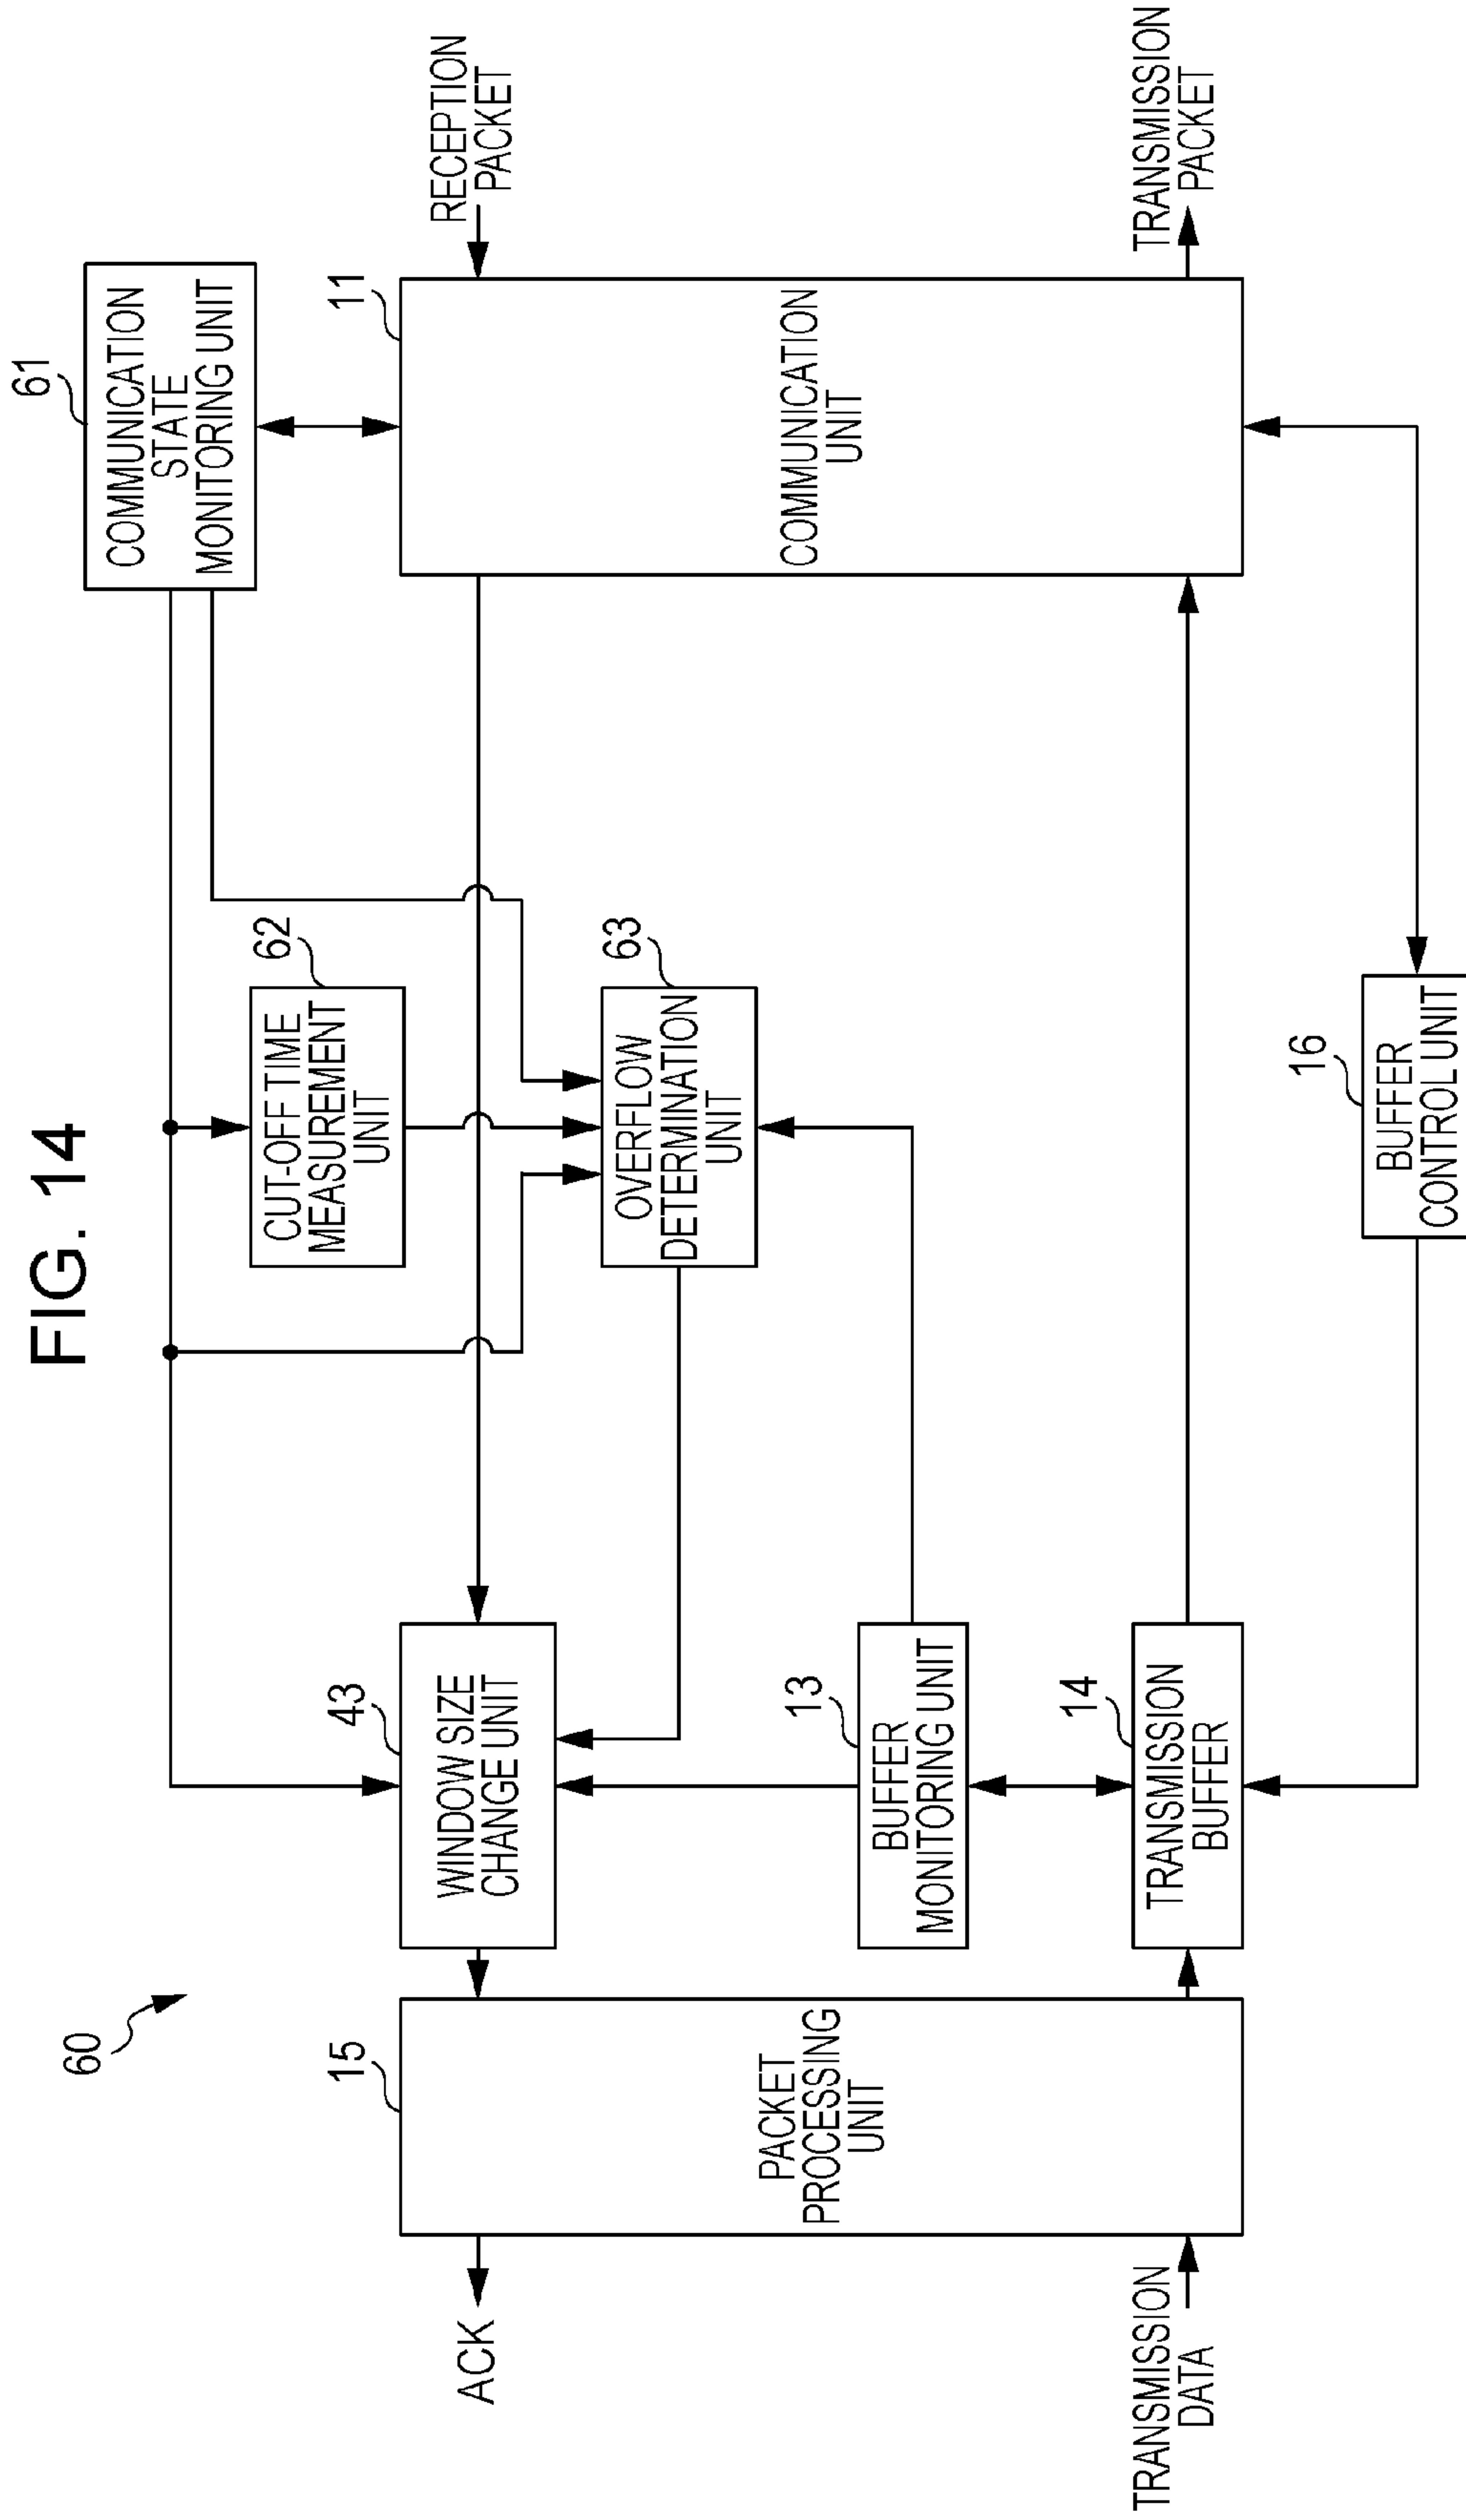 FIG. 14
60
61
COMMUNICATION
STATE
MONITORING UNIT
62
CUT-OFF TIME
MEASUREMENT
UNIT
15
PACKET
PROCESSING
UNIT
ACK
TRANSMISSION
DATA
43
WINDOW SIZE
CHANGE UNIT
63
OVERFLOW
DETERMINATION
UNIT
11
COMMUNICATION
UNIT
RECEPTION
PACKET
TRANSMISSION
PACKET
13
BUFFER
MONITORING UNIT
14
TRANSMISSION
BUFFER
16
BUFFER
CONTROL UNIT